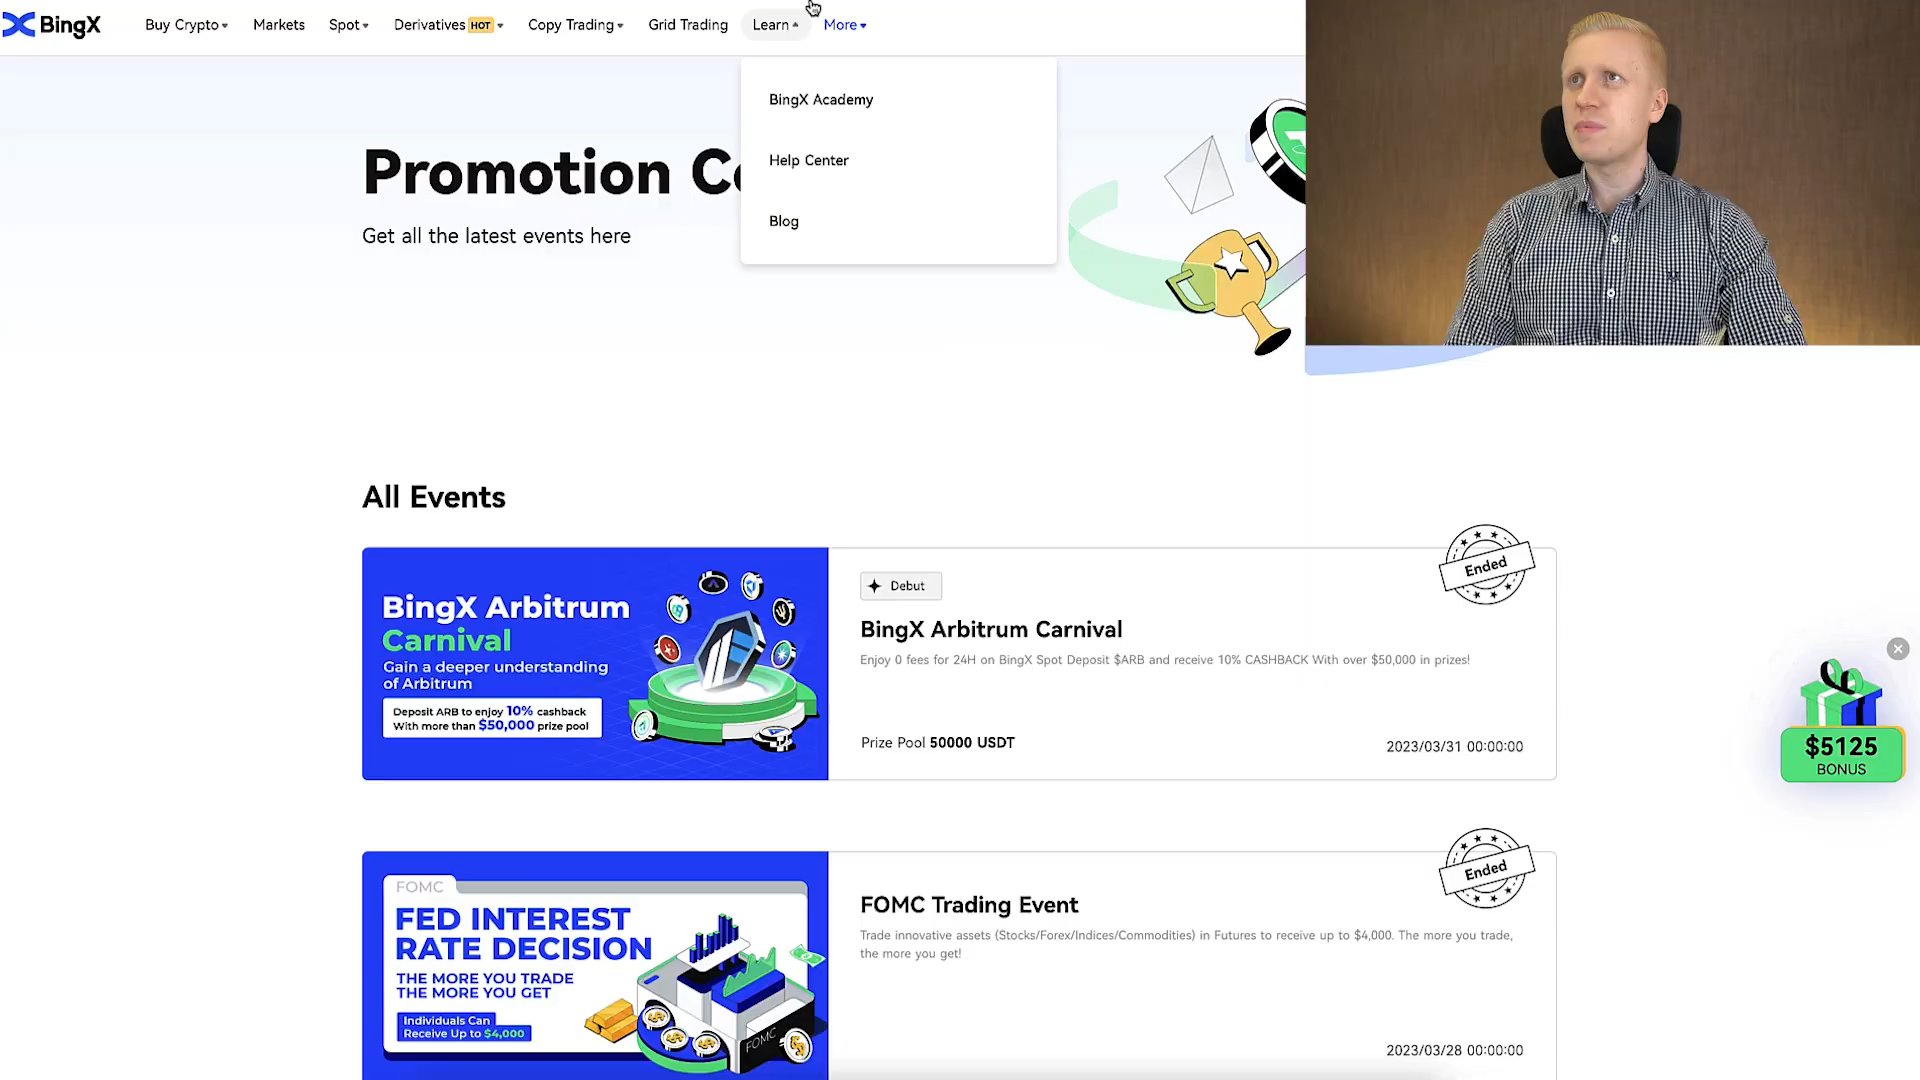 BingX
Buy Crypto
Markets
Spot
Derivatives HOT
Copy Trading
Grid Trading
Learn
More
BingX Academy
Help Center
Blog
Promotion
Get all the latest events here
All Events
BingX Arbitrum
Carnival
Gain a deeper understanding
of Arbitrum
Deposit ARB to enjoy 10% cashback
With more than $50,000 prize pool
Debut
Ended
BingX Arbitrum Carnival
Enjoy 0 fees for 24H on BingX Spot Deposit $ARB and receive 10% CASHBACK With over $50,000 in prizes!
Prize Pool 50000 USDT
2023/03/31 00:00:00
$5125
BONUS
FOMC
FED INTEREST
RATE DECISION
THE MORE YOU TRADE
THE MORE YOU GET
Individuals Can
Receive Up to $4,000
FOMC
Ended
FOMC Trading Event
Trade innovative assets (Stocks/Forex/Indices/Commodities) in Futures to receive up to $4,000. The more you trade,
the more you get!
2023/03/28 00:00:00